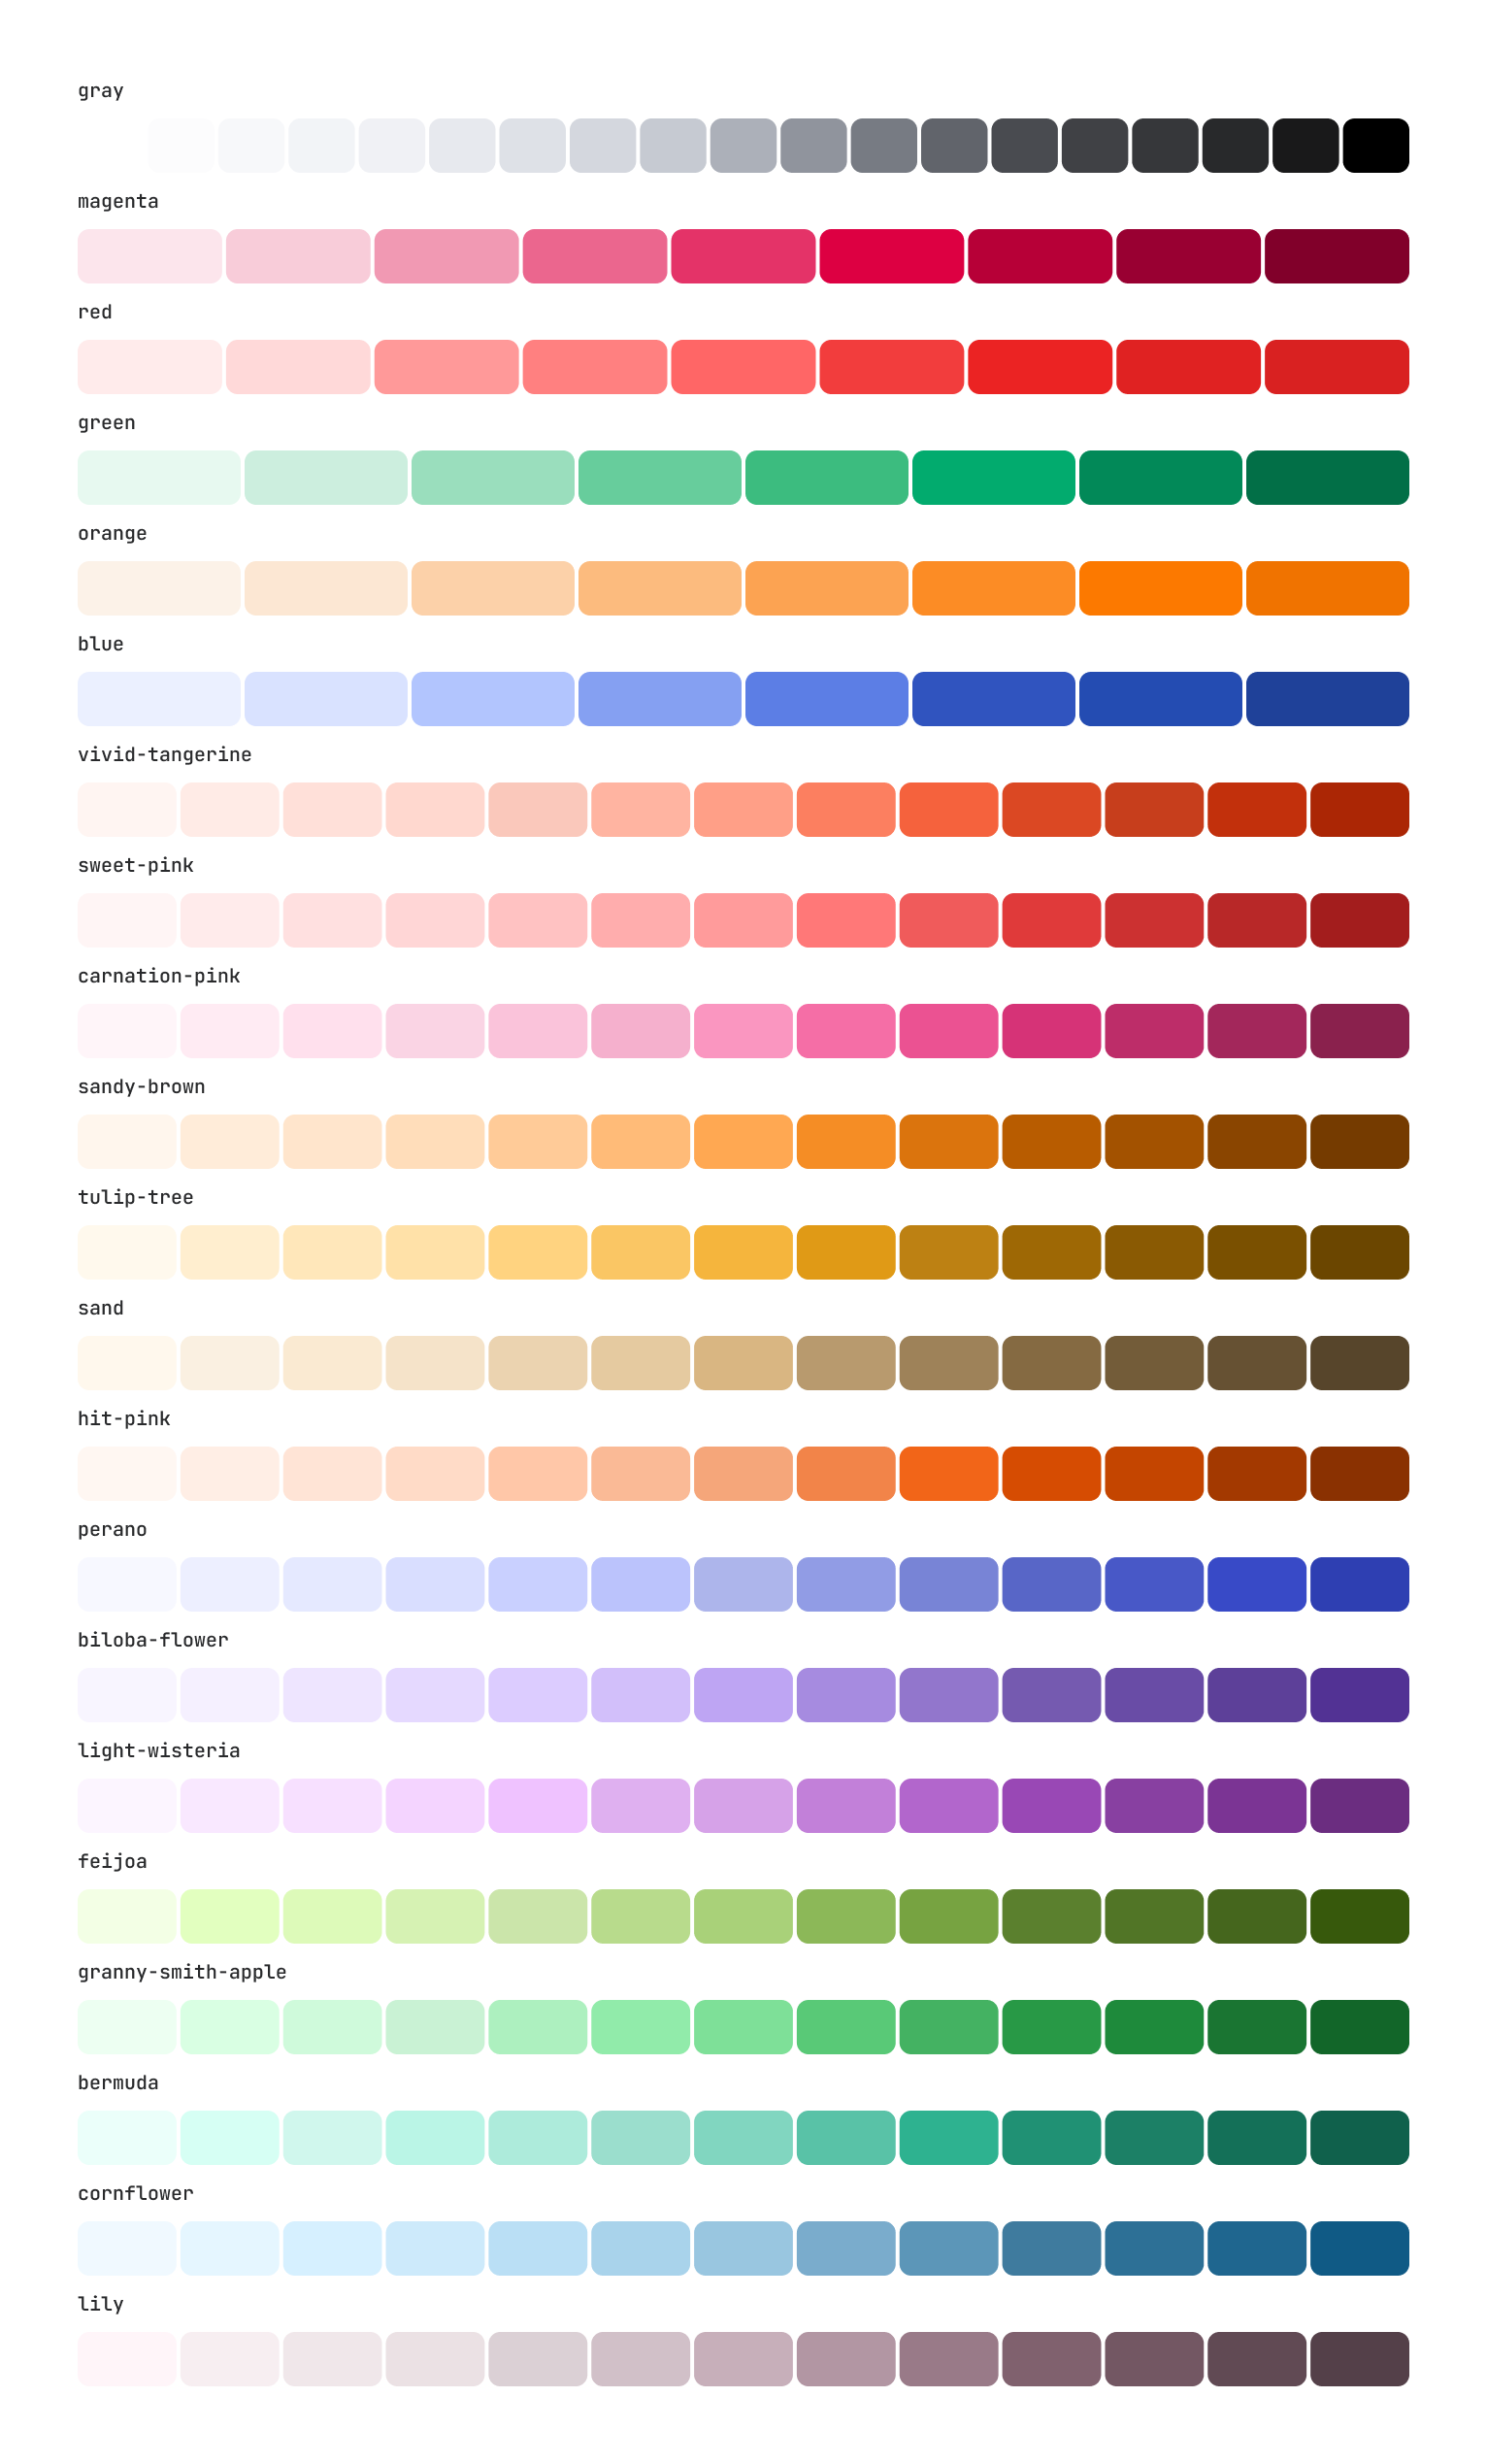 gray
magenta
red
green
orange
blue
vivid-tangerine
sweet-pink
carnation-pink
sandy-brown
tulip-tree
sand
hit-pink
perano
biloba-flower
light-wisteria
feijoa
granny-smith-apple
bermuda
cornflower
lily